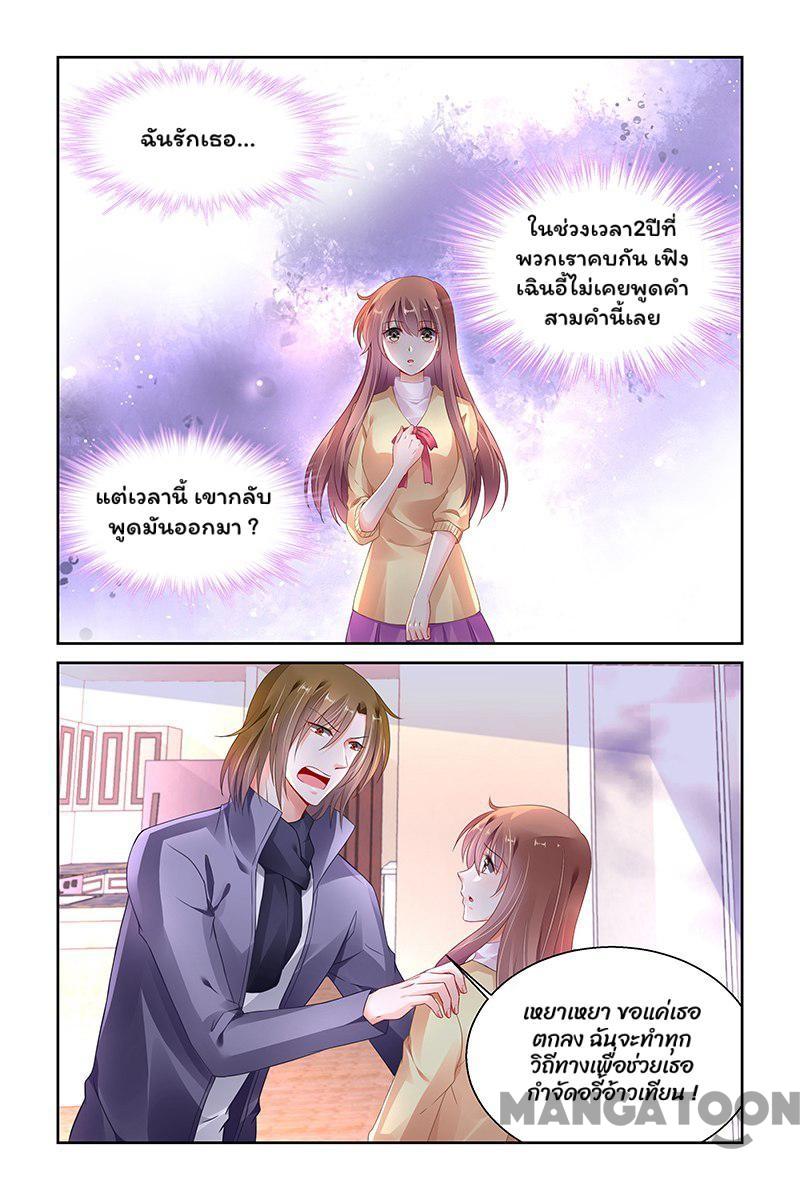 ฉันรักเธอ...
ในช่วงเวลา2ปีที่
พวกเราคบกัน เฟิง
เฉินอี้ไม่เคยพูดคำ
สามคำนี้เลย
แต่เวลานี้ เขากลับ
พูดมันออกมา ?
เหยาเหยา ขอแค่เธอ
ตกลง ฉันจะทำทุก
วิถีทางเพื่อช่วยเธอ
กำจัดอวี้อ้าวเทียน !
MANGATOON